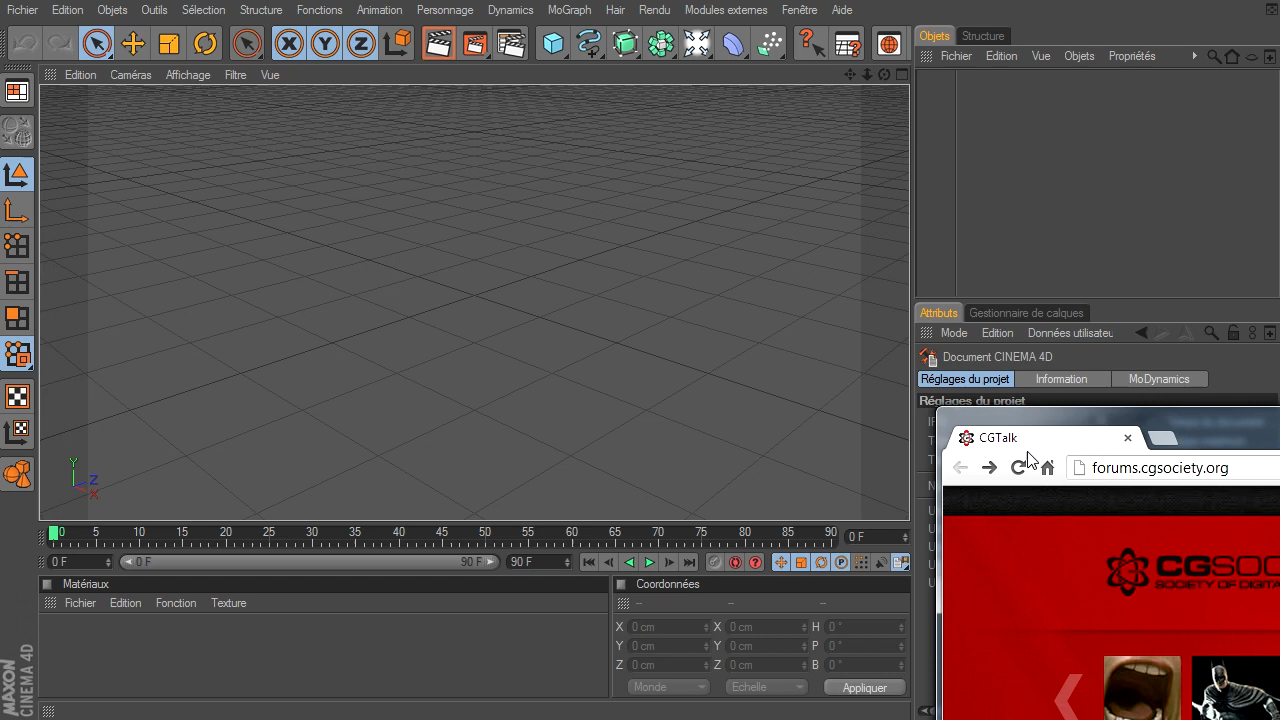 Fichier Edition Objets Outils Sélection Structure Fonctions Animation Personnage Dynamics MoGraph Hair Rendu Modules externes Fenêtre Aide
Objets Structure
Fichier Edition Vue Objets Propriétés
Edition Caméras Affichage Filtre Vue
X Y Z
Attributs Gestionnaire de calques
Mode Edition Données utilisateu
Document CINEMA 4D
Réglages du projet Information MoDynamics
Réglages du projet
CGTalk
forums.cgsociety.org
CGSOC
SOCIETY OF DIGITA
Y
Z
X
0 5 10 15 20 25 30 35 40 45 50 55 60 65 70 75 80 85 90 0 F
0 F 0 F 90 F 90 F
Matériaux
Fichier Edition Fonction Texture
Coordonnées
-- -- --
X 0 cm X 0 cm H 0 °
Y 0 cm Y 0 cm P 0 °
Z 0 cm Z 0 cm B 0 °
Monde Echelle Appliquer
MAXON
CINEMA 4D